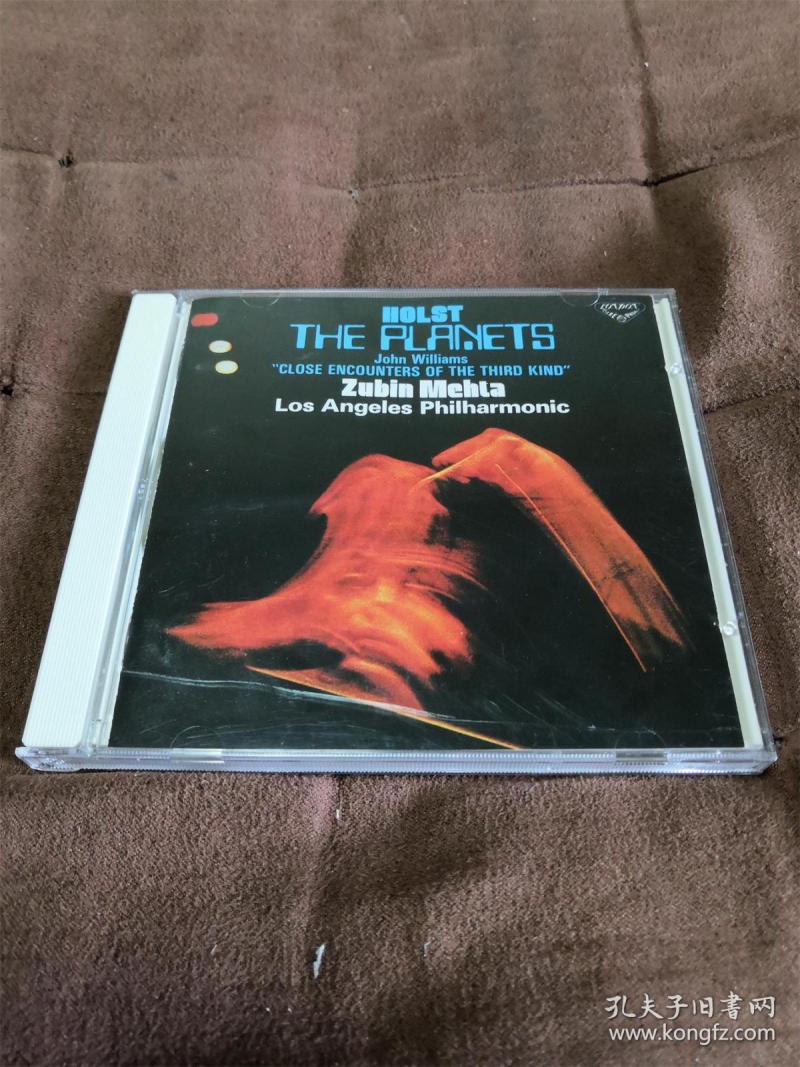 HOLST
THE PLANETS
John Williams
"CLOSE ENCOUNTERS OF THE THIRD KIND"
Zubin Mehta
Los Angeles Philharmonic
孔夫子旧書网
www.kongfz.com